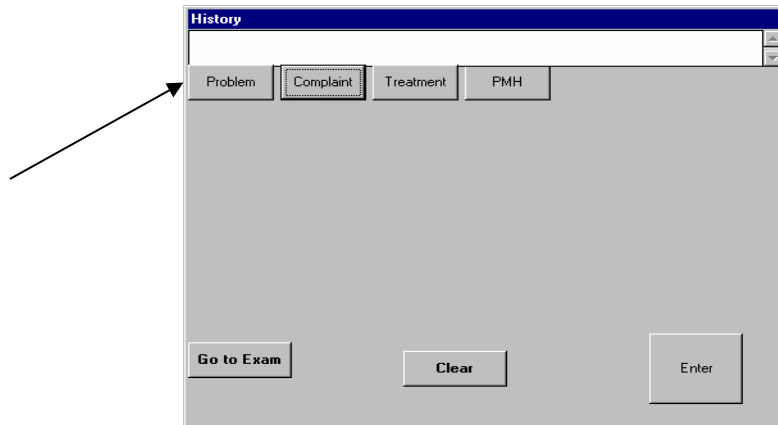 History
Problem Complaint Treatment PMH
Go to Exam
Clear
Enter